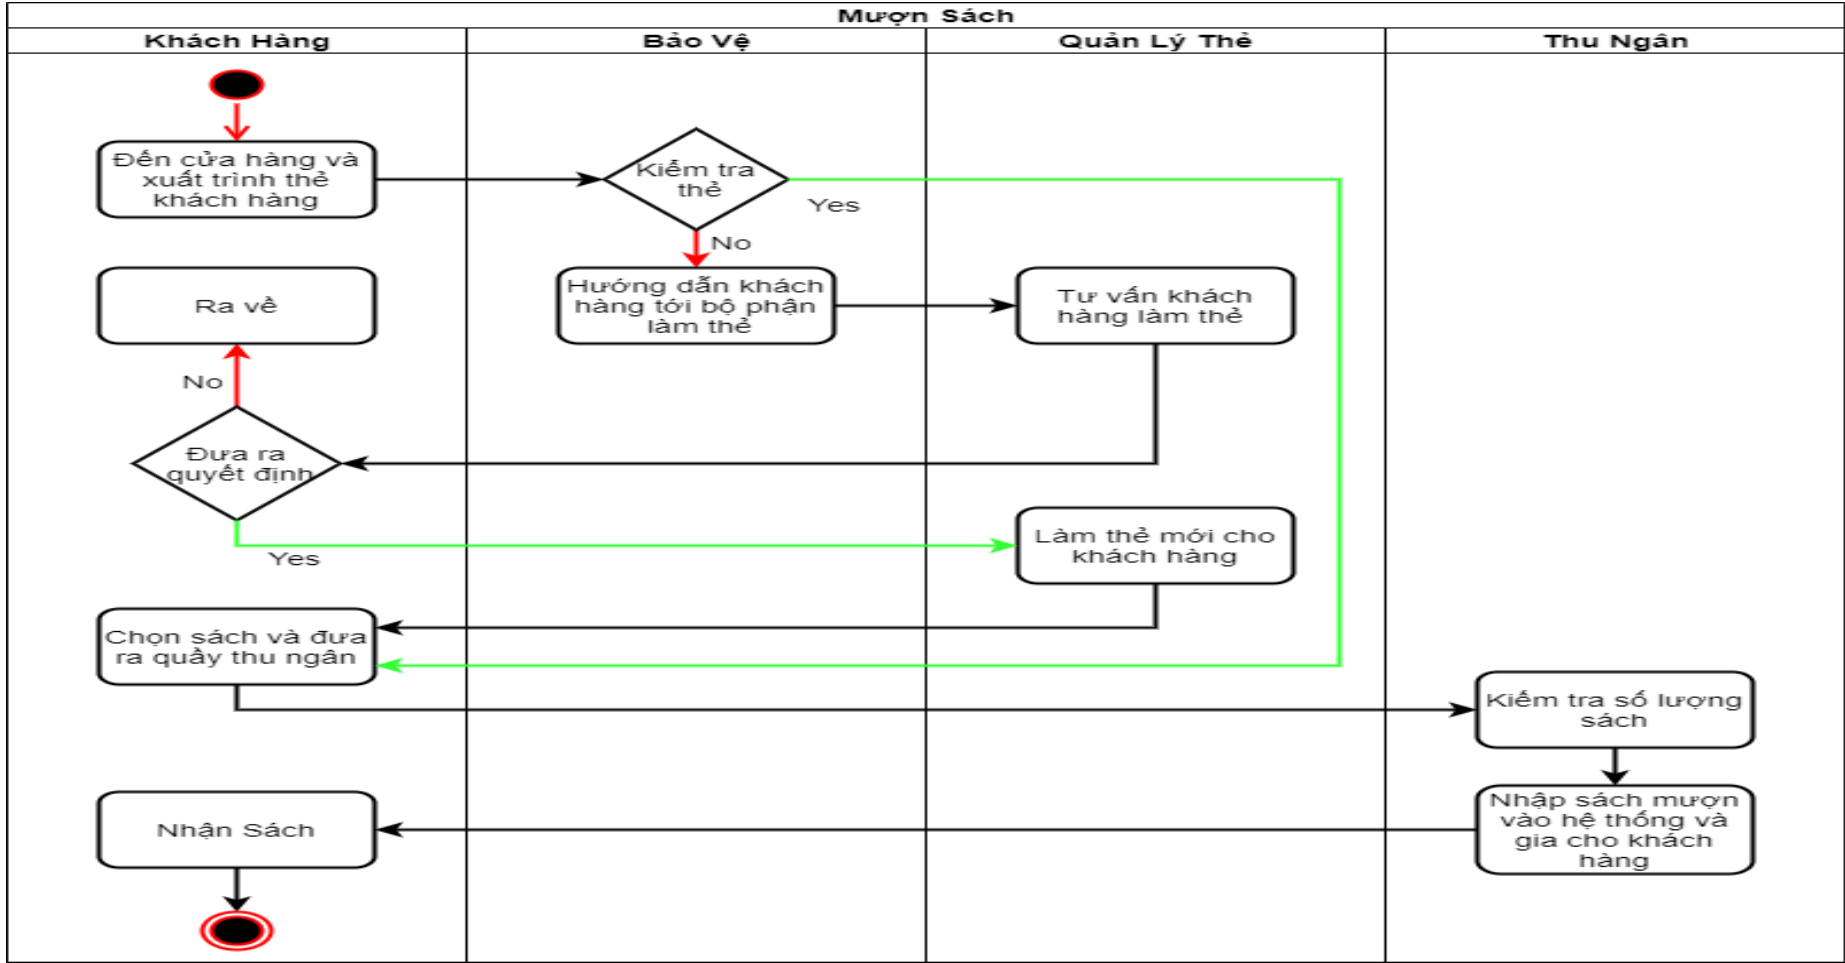 Mượn Sách
Khách Hàng
Bảo Vệ
Quản Lý Thẻ
Thu Ngân
Đến cửa hàng và
xuất trình thẻ
khách hàng
Kiểm tra
thẻ
Yes
No
Ra về
Hướng dẫn khách
hàng tới bộ phận
làm thẻ
Tư vấn khách
hàng làm thẻ
No
Đưa ra
quyết định
Yes
Làm thẻ mới cho
khách hàng
Chọn sách và đưa
ra quầy thu ngân
Kiểm tra số lượng
sách
Nhập sách mượn
vào hệ thống và
gia cho khách
hàng
Nhận Sách